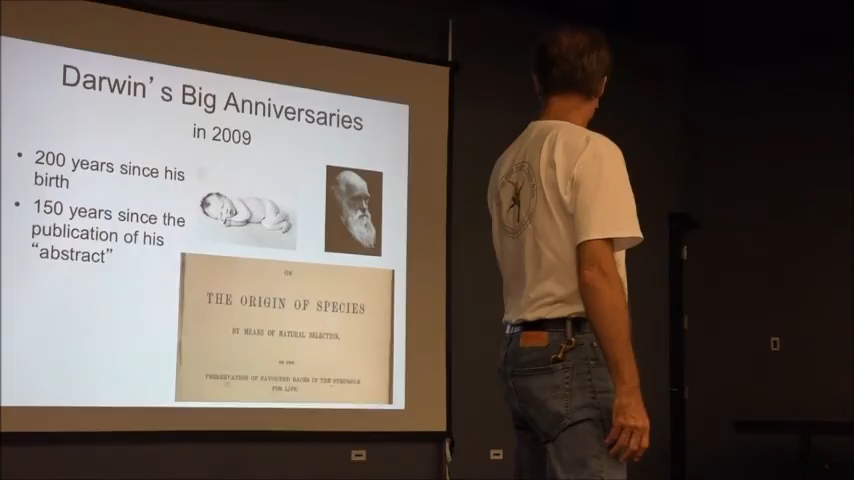 Darwin's Big Anniversaries
in 2009
• 200 years since his
birth
• 150 years since the
publication of his
“abstract”
ON
THE ORIGIN OF SPECIES
BY MEANS OF NATURAL SELECTION,
OR THE
PRESERVATION OF FAVOURED RACES IN THE STRUGGLE
FOR LIFE